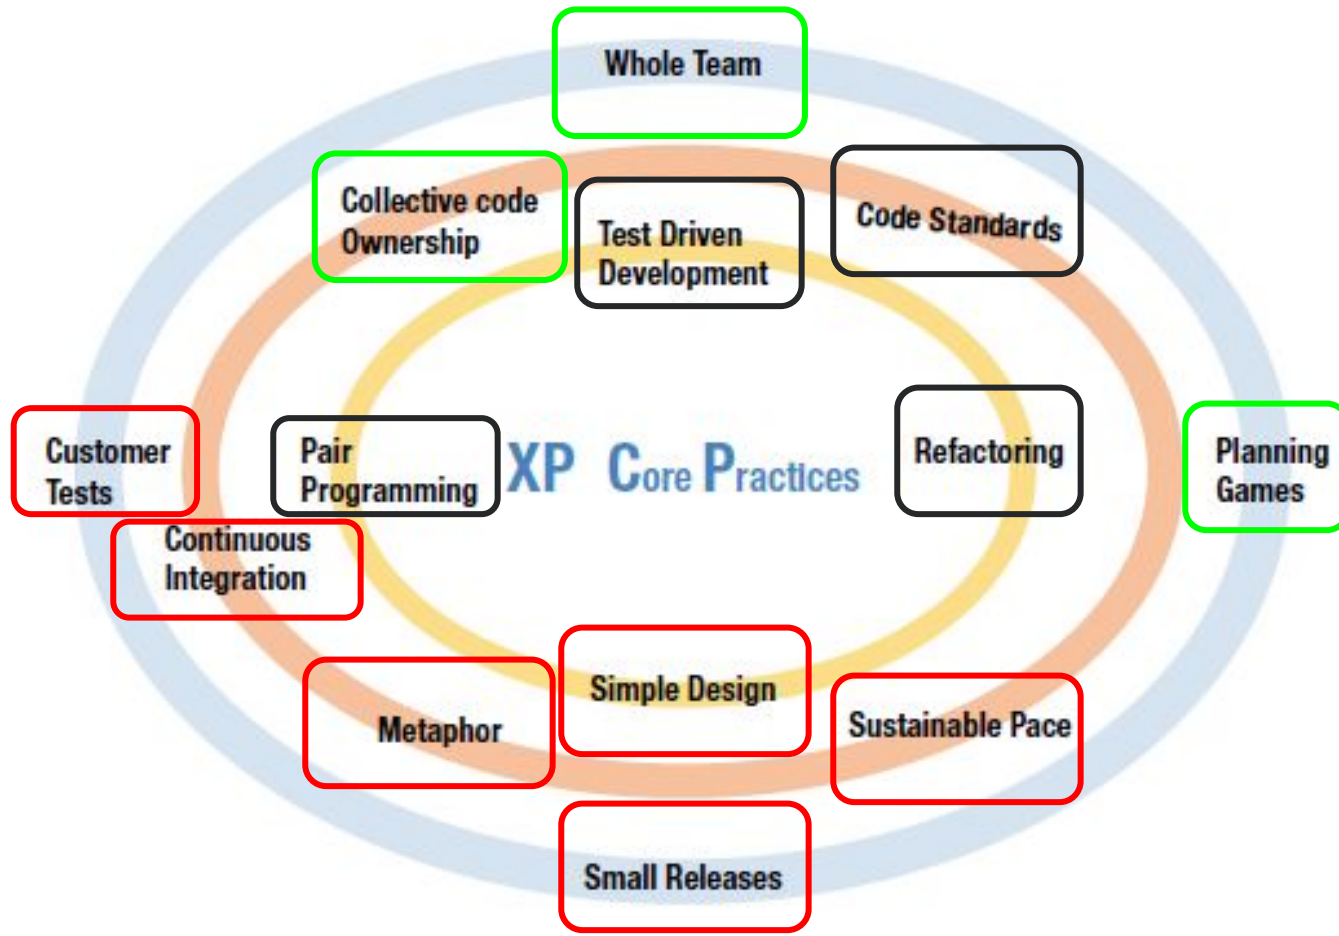 Whole Team
Collective code
Ownership
Test Driven
Development
Code Standards
Customer
Tests
Pair
Programming
XP Core Practices
Refactoring
Planning
Games
Continuous
Integration
Simple Design
Metaphor
Sustainable Pace
Small Releases